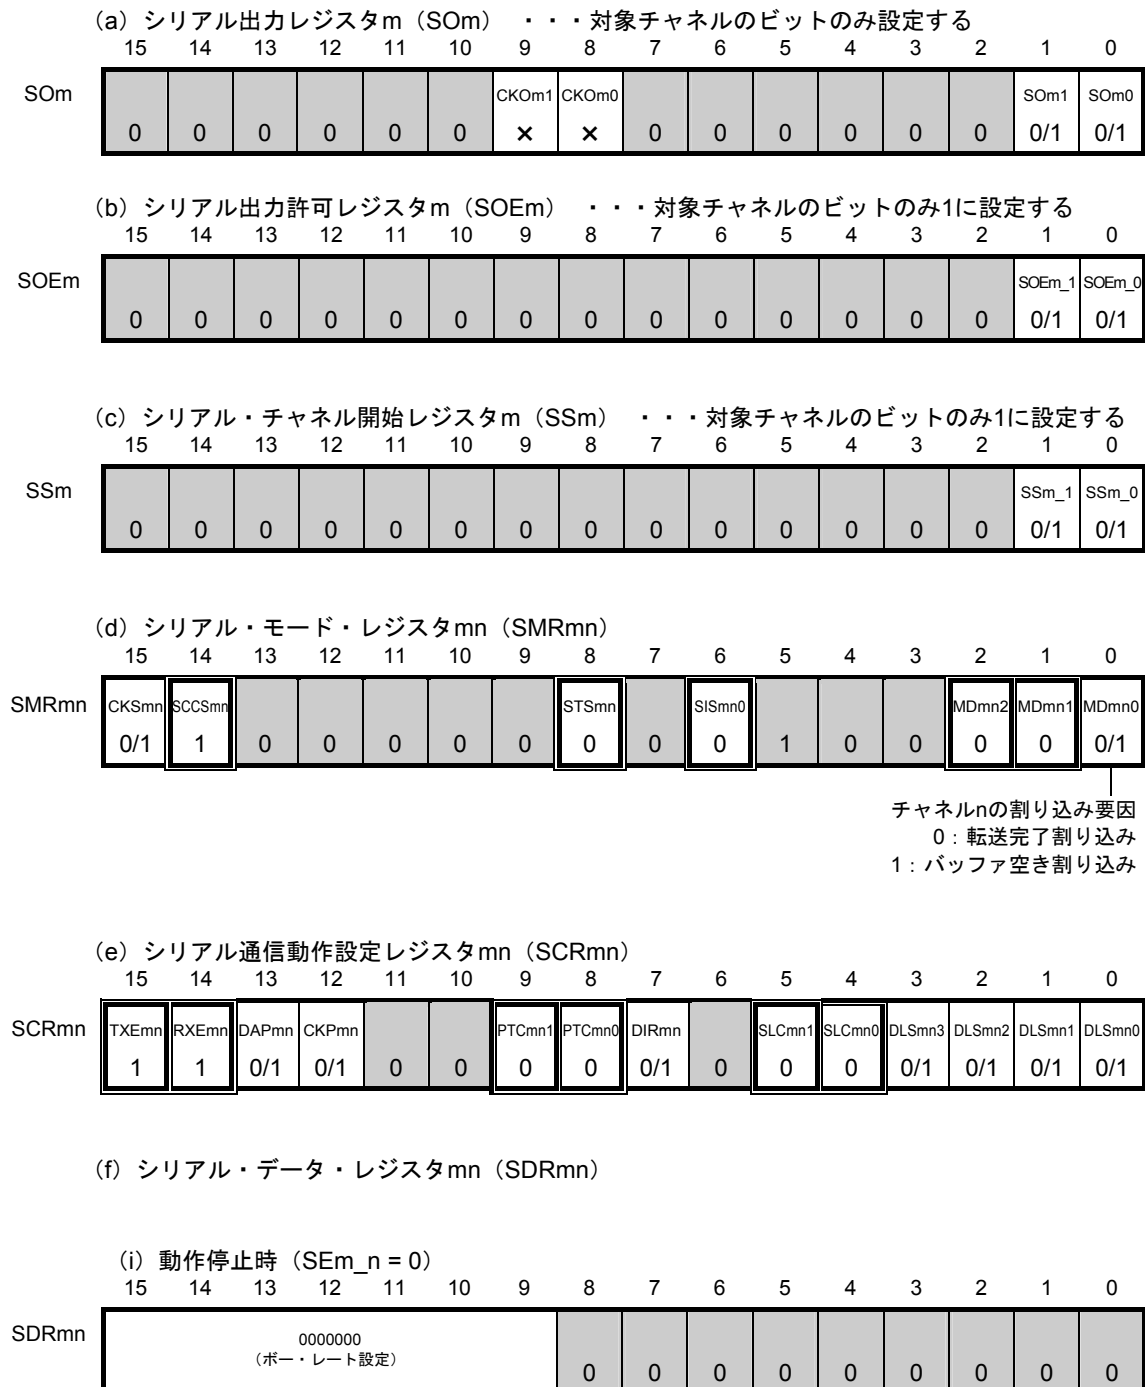 (a) シリアル出力レジスタm（SOm） ・・・対象チャネルのビットのみ設定する
15 14 13 12 11 10 9 8 7 6 5 4 3 2 1 0
SOm
CKOm1 CKOm0 SOm1 SOm0
0 0 0 0 0 0 × × 0 0 0 0 0 0 0/1 0/1
(b) シリアル出力許可レジスタm（SOEm） ・・・対象チャネルのビットのみ1に設定する
15 14 13 12 11 10 9 8 7 6 5 4 3 2 1 0
SOEm
SOEm_1 SOEm_0
0 0 0 0 0 0 0 0 0 0 0 0 0 0 0/1 0/1
(c) シリアル・チャネル開始レジスタm（SSm） ・・・対象チャネルのビットのみ1に設定する
15 14 13 12 11 10 9 8 7 6 5 4 3 2 1 0
SSm
SSm_1 SSm_0
0 0 0 0 0 0 0 0 0 0 0 0 0 0 0/1 0/1
(d) シリアル・モード・レジスタmn（SMRmn）
15 14 13 12 11 10 9 8 7 6 5 4 3 2 1 0
SMRmn
CKSmn SCCSmn STSmn SISmn0 MDmn2 MDmn1 MDmn0
0/1 1 0 0 0 0 0 0 0 0 1 0 0 0 0 0/1
チャネルnの割り込み要因
0：転送完了割り込み
1：バッファ空き割り込み
(e) シリアル通信動作設定レジスタmn（SCRmn）
15 14 13 12 11 10 9 8 7 6 5 4 3 2 1 0
SCRmn
TXEmn RXEmn DAPmn CKPmn PTCmn1 PTCmn0 DIRmn SLCmn1 SLCmn0 DLSmn3 DLSmn2 DLSmn1 DLSmn0
1 1 0/1 0/1 0 0 0 0 0/1 0 0 0 0/1 0/1 0/1 0/1
(f) シリアル・データ・レジスタmn（SDRmn）
(i) 動作停止時（SEm_n = 0）
15 14 13 12 11 10 9 8 7 6 5 4 3 2 1 0
SDRmn
0000000
（ボー・レート設定）
0 0 0 0 0 0 0 0 0